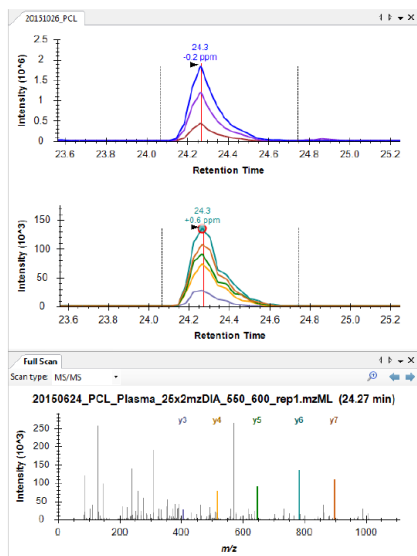 20151026_PCL
Intensity (10^6)
2.5
2
1.5
1
0.5
0
24.3
-0.2 ppm
23.6 23.8 24.0 24.2 24.4 24.6 24.8 25.0 25.2
Retention Time
Intensity (10^3)
150
100
50
0
24.3
+0.6 ppm
23.6 23.8 24.0 24.2 24.4 24.6 24.8 25.0 25.2
Retention Time
Full Scan
Scan type: MS/MS
20150624_PCL_Plasma_25x2mzDIA_550_600_rep1.mzML (24.27 min)
Intensity (10^3)
300
250
200
150
100
50
0
y3 y4 y5 y6 y7
0 200 400 600 800 1000
m/z